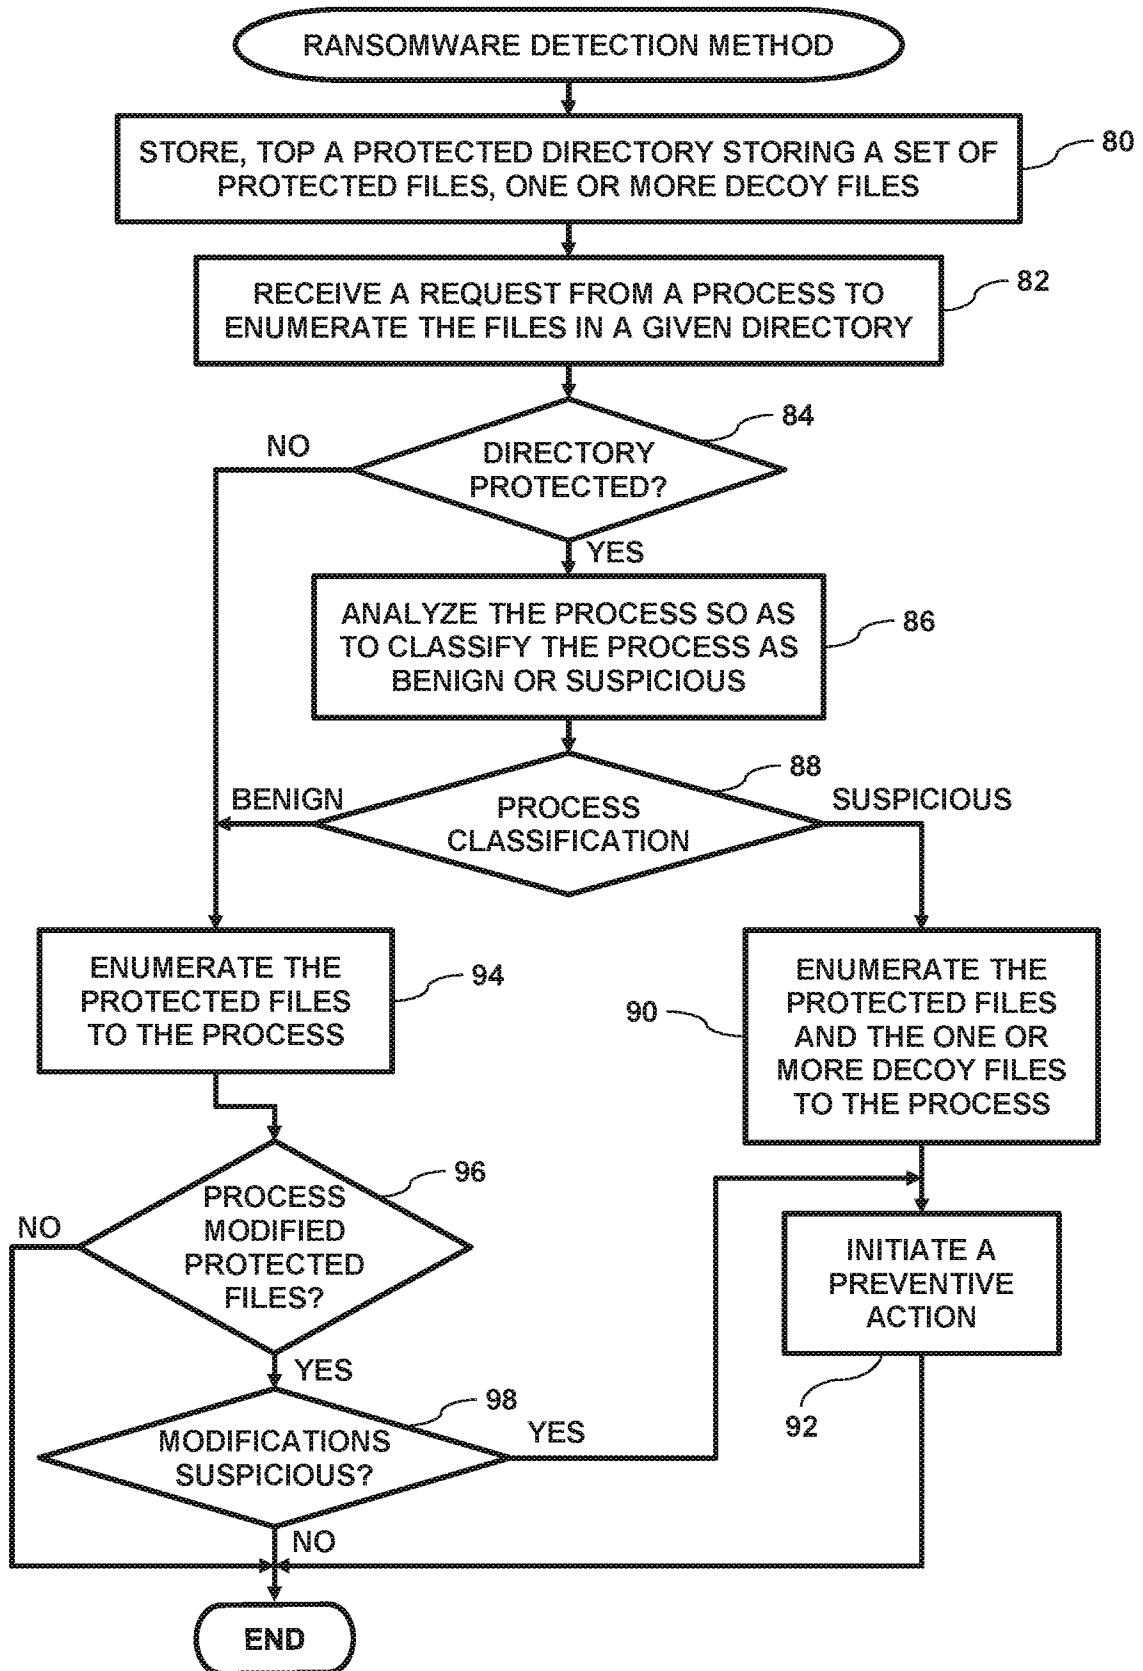 RANSOMWARE DETECTION METHOD
STORE, TOP A PROTECTED DIRECTORY STORING A SET OF
PROTECTED FILES, ONE OR MORE DECOY FILES
80
RECEIVE A REQUEST FROM A PROCESS TO
ENUMERATE THE FILES IN A GIVEN DIRECTORY
82
84
NO
DIRECTORY
PROTECTED?
YES
ANALYZE THE PROCESS SO AS
TO CLASSIFY THE PROCESS AS
BENIGN OR SUSPICIOUS
86
88
BENIGN
PROCESS
CLASSIFICATION
SUSPICIOUS
ENUMERATE THE
PROTECTED FILES
TO THE PROCESS
94
90
ENUMERATE THE
PROTECTED FILES
AND THE ONE OR
MORE DECOY FILES
TO THE PROCESS
96
NO
PROCESS
MODIFIED
PROTECTED
FILES?
YES
INITIATE A
PREVENTIVE
ACTION
92
98
MODIFICATIONS
SUSPICIOUS?
YES
NO
END